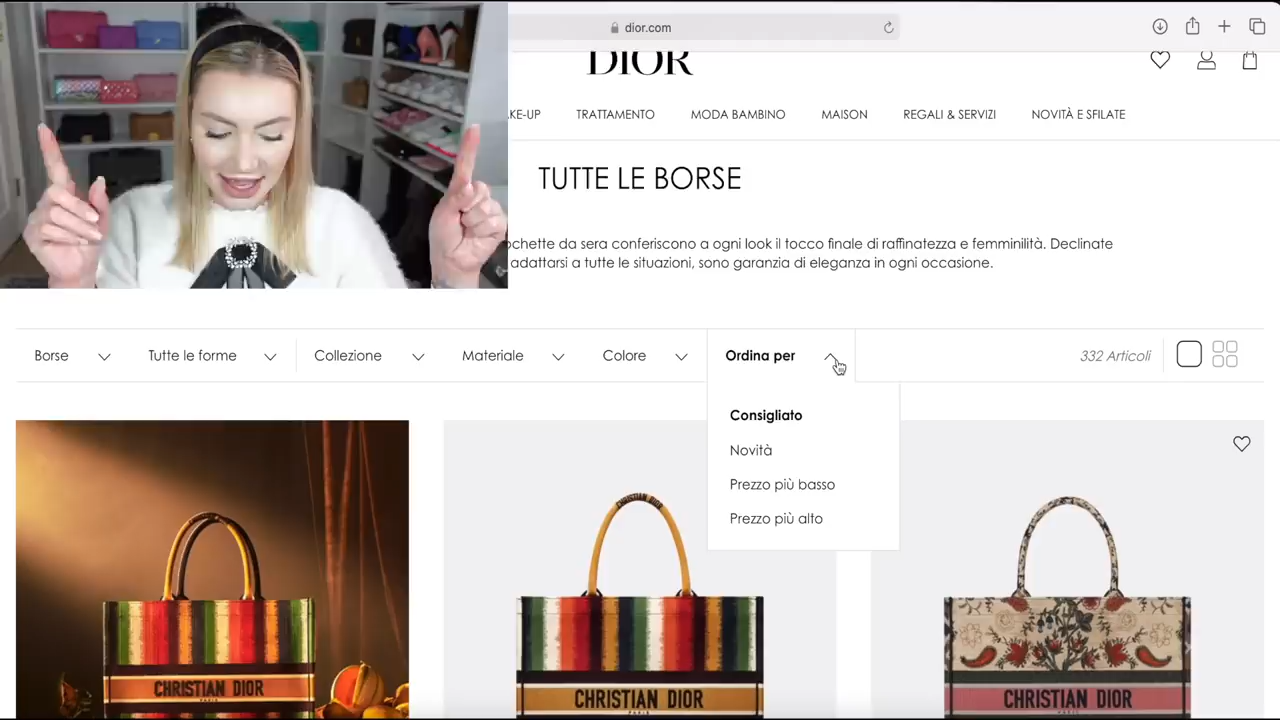 dior.com
DIOR
KE-UP TRATTAMENTO MODA BAMBINO MAISON REGALI & SERVIZI NOVITÀ E SFILATE
TUTTE LE BORSE
ochette da sera conferiscono a ogni look il tocco finale di raffinatezza e femminilità. Declinate
adattarsi a tutte le situazioni, sono garanzia di eleganza in ogni occasione.
Borse Tutte le forme Collezione Materiale Colore Ordina per 332 Articoli
Consigliato
Novità
Prezzo più basso
Prezzo più alto
CHRISTIAN DIOR
PARIS
CHRISTIAN DIOR
PARIS
CHRISTIAN DIOR
PARIS